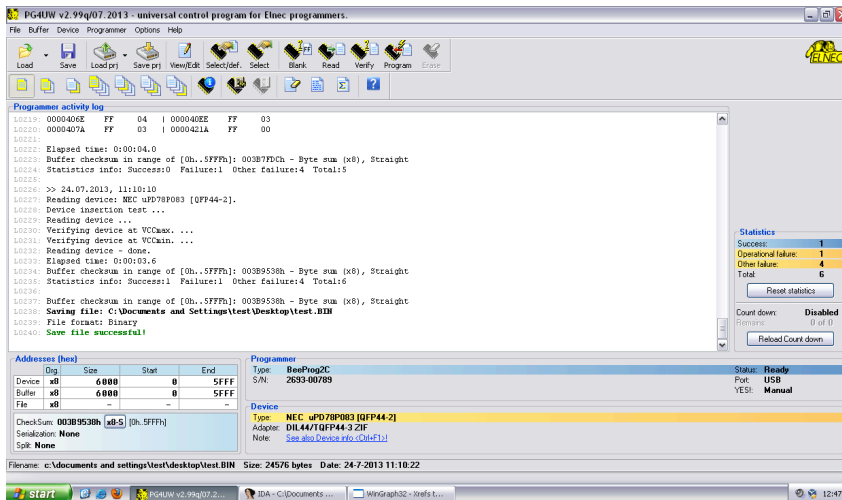 PG4UW v2.99q/07.2013 - universal control program for Elnec programmers.
File Buffer Device Programmer Options Help
Load Save Load prj Save prj View/Edit Select/def. Select Blank Read Verify Program Erase
ELNEC
Programmer activity log
L0219: 0000406E FF 04 | 000040EE FF 03
L0220: 0000407A FF 03 | 0000421A FF 00
L0221:
L0222: Elapsed time: 0:00:04.0
L0223: Buffer checksum in range of [0h..5FFFh]: 003B7FDCh - Byte sum (x8), Straight
L0224: Statistics info: Success:0 Failure:1 Other failure:4 Total:5
L0225:
L0226: >> 24.07.2013, 11:10:10
L0227: Reading device: NEC uPD78P083 [QFP44-2].
L0228: Device insertion test ...
L0229: Reading device ...
L0230: Verifying device at VCCmax. ...
L0231: Verifying device at VCCmin. ...
L0232: Reading device - done.
L0233: Elapsed time: 0:00:03.6
L0234: Buffer checksum in range of [0h..5FFFh]: 003B9538h - Byte sum (x8), Straight
L0235: Statistics info: Success:1 Failure:1 Other failure:4 Total:6
L0236:
L0237: Buffer checksum in range of [0h..5FFFh]: 003B9538h - Byte sum (x8), Straight
L0238: Saving file: C:\Documents and Settings\test\Desktop\test.BIN
L0239: File format: Binary
L0240: Save file successful!
Statistics
Success: 1
Operational failure: 1
Other failure: 4
Total: 6
Reset statistics
Count down: Disabled
Remains: 0 of 0
Reload Count down
Addresses (hex)
Org. Size Start End
Device x8 6000 0 5FFF
Buffer x8 6000 0 5FFF
File x8 - - -
CheckSum: 003B9538h x8-S [0h..5FFFh]
Serialization: None
Split: None
Programmer
Type: BeeProg2C
S/N: 2693-00789
Status: Ready
Port: USB
YES!: Manual
Device
Type: NEC uPD78P083 [QFP44-2]
Adapter: DIL44/TQFP44-3 ZIF
Note: See also Device info <Ctrl+F1>!
Filename: c:\documents and settings\test\desktop\test.BIN Size: 24576 bytes Date: 24-7-2013 11:10:22
start PG4UW v2.99q/07.2... IDA - C:\Documents ... WinGraph32 - Xrefs t... 12:47